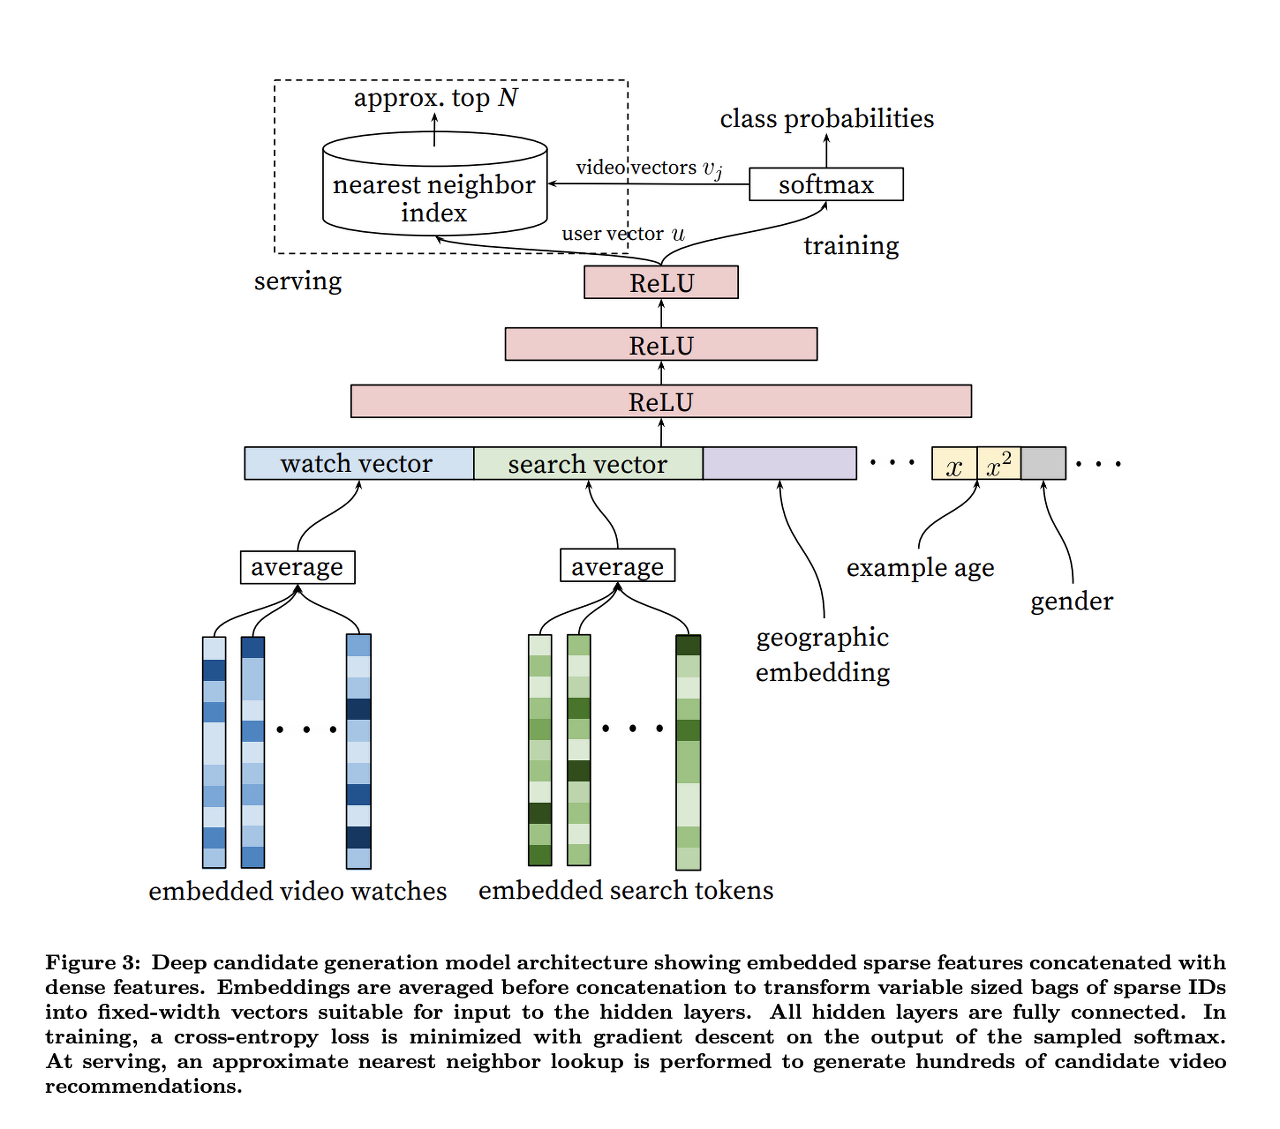 approx. top N
class probabilities
video vectors v_j
nearest neighbor
index
softmax
user vector u
training
serving
ReLU
ReLU
ReLU
watch vector search vector ... x x² ...
average average example age
gender
geographic
embedding
... ...
embedded video watches embedded search tokens
Figure 3: Deep candidate generation model architecture showing embedded sparse features concatenated with
dense features. Embeddings are averaged before concatenation to transform variable sized bags of sparse IDs
into fixed-width vectors suitable for input to the hidden layers. All hidden layers are fully connected. In
training, a cross-entropy loss is minimized with gradient descent on the output of the sampled softmax.
At serving, an approximate nearest neighbor lookup is performed to generate hundreds of candidate video
recommendations.